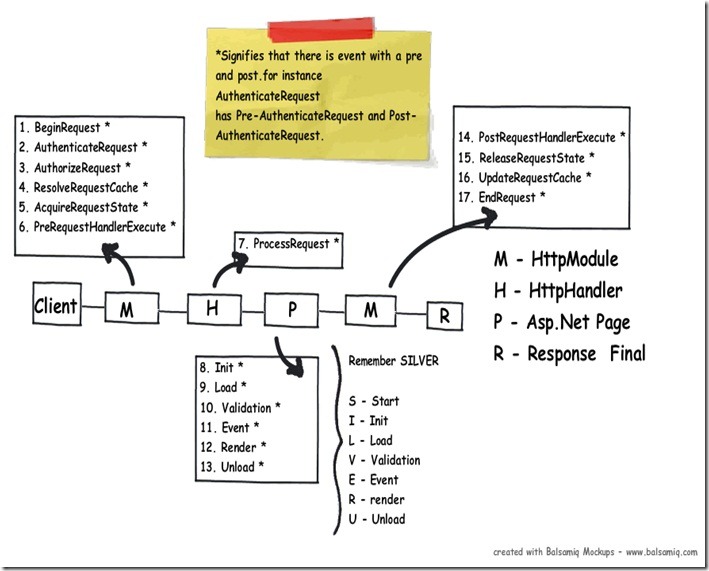 *Signifies that there is event with a pre
and post.for instance
AuthenticateRequest
has Pre-AuthenticateRequest and Post-
AuthenticateRequest.
1. BeginRequest *
2. AuthenticateRequest *
3. AuthorizeRequest *
4. ResolveRequestCache *
5. AcquireRequestState *
6. PreRequestHandlerExecute *
14. PostRequestHandlerExecute *
15. ReleaseRequestState *
16. UpdateRequestCache *
17. EndRequest *
7. ProcessRequest *
M - HttpModule
H - HttpHandler
P - Asp.Net Page
R - Response Final
Client
M
H
P
M
R
8. Init *
9. Load *
10. Validation *
11. Event *
12. Render *
13. Unload *
Remember SILVER
S - Start
I - Init
L - Load
V - Validation
E - Event
R - render
U - Unload
created with Balsamiq Mockups - www.balsamiq.com